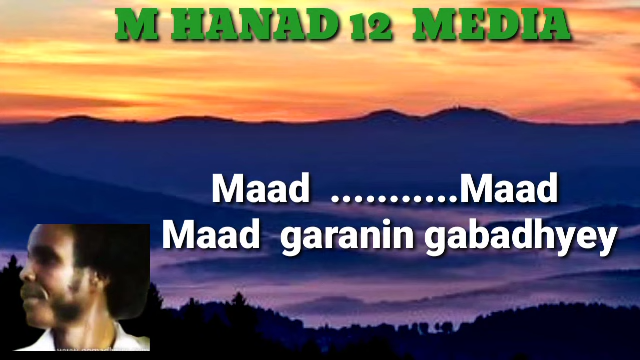 M HANAD 12 MEDIA
Maad ...........Maad
Maad garanin gabadhyey